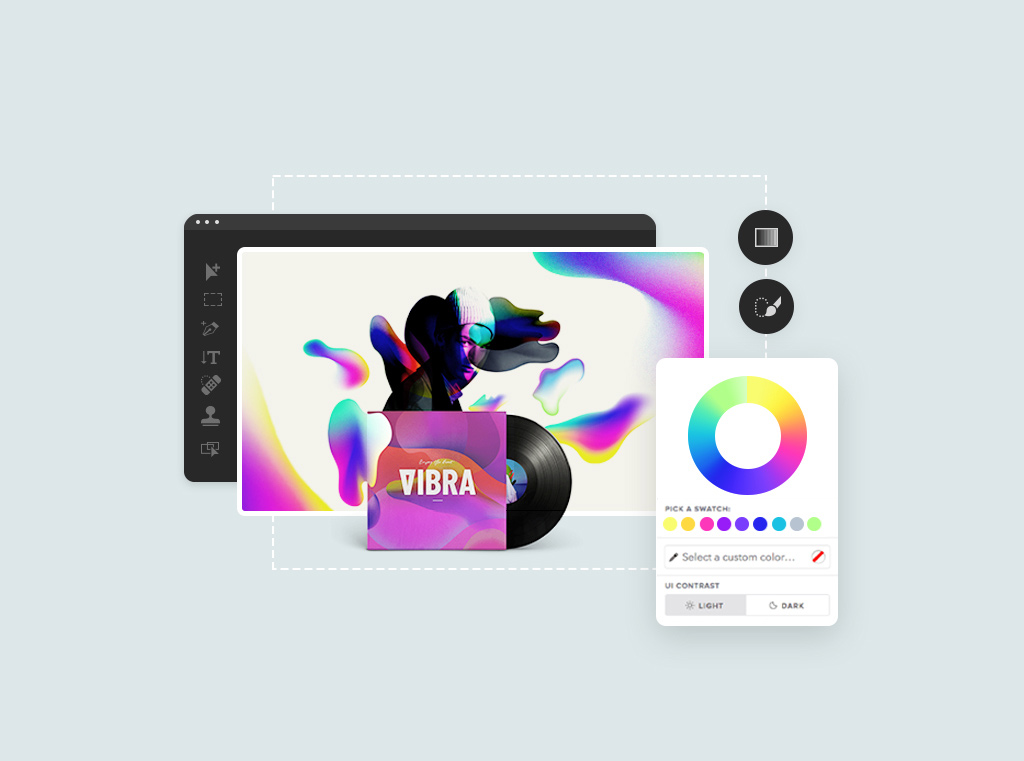 VIBRA
PICK A SWATCH:
Select a custom color...
UI CONTRAST
LIGHT
DARK